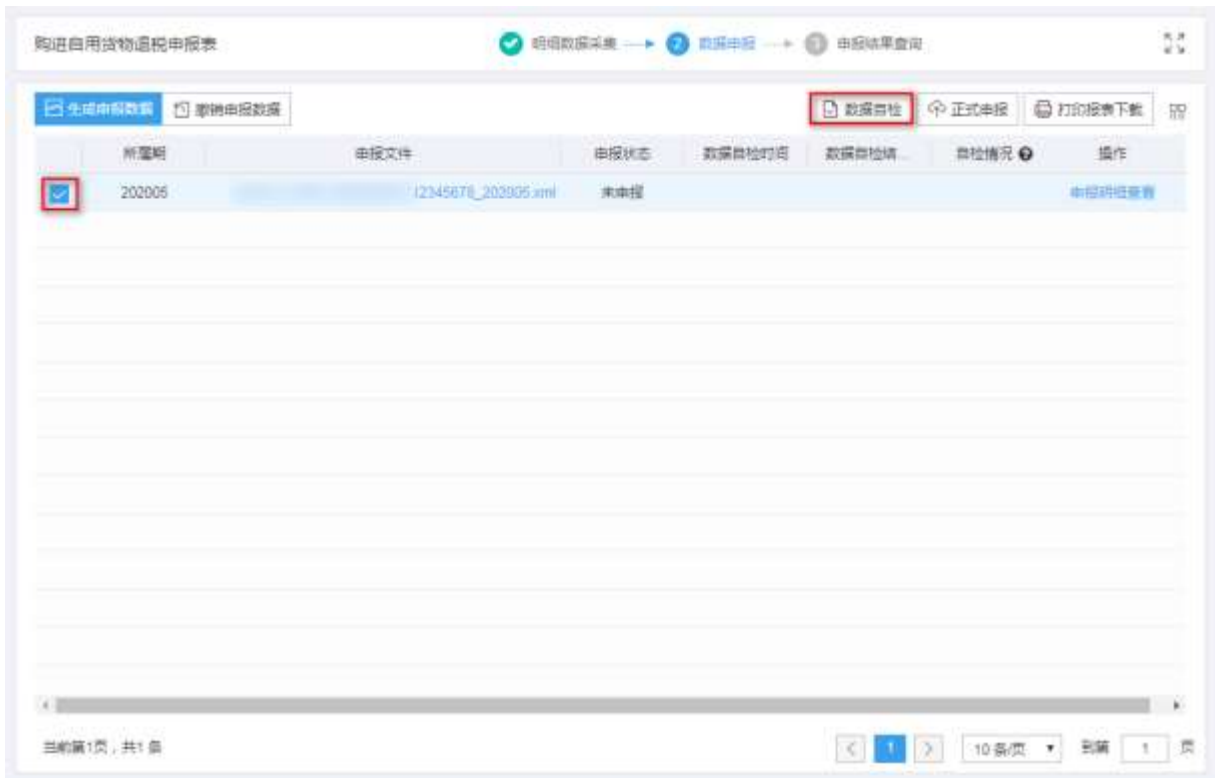 购进自用货物退税申报表
明细数据采集
2 数据申报
3 申报结果查询
生成申报数据 撤销申报数据 数据自检 正式申报 打印报表下载
所属期 申报文件 申报状态 数据自检时间 数据自检结... 自检情况 操作
202005 12345678_202005.xml 未申报 申报明细查看
当前第1页，共1 条 < 1 > 10 条/页 到第 1 页